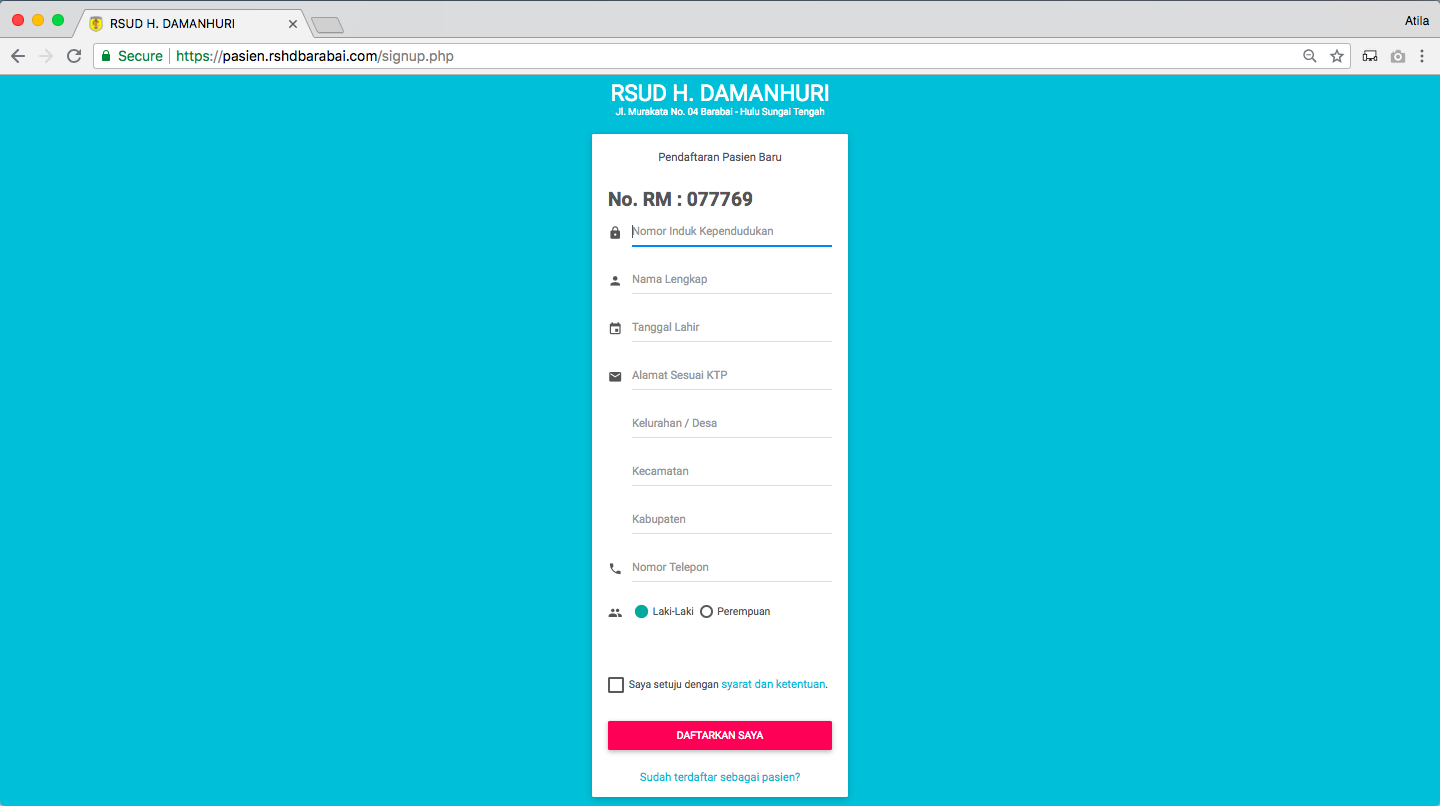 RSUD H. DAMANHURI
Atila
Secure https://pasien.rshdbarabai.com/signup.php
RSUD H. DAMANHURI
Jl. Murakata No. 04 Barabai - Hulu Sungai Tengah
Pendaftaran Pasien Baru
No. RM : 077769
Nomor Induk Kependudukan
Nama Lengkap
Tanggal Lahir
Alamat Sesuai KTP
Kelurahan / Desa
Kecamatan
Kabupaten
Nomor Telepon
Laki-Laki Perempuan
Saya setuju dengan syarat dan ketentuan.
DAFTARKAN SAYA
Sudah terdaftar sebagai pasien?